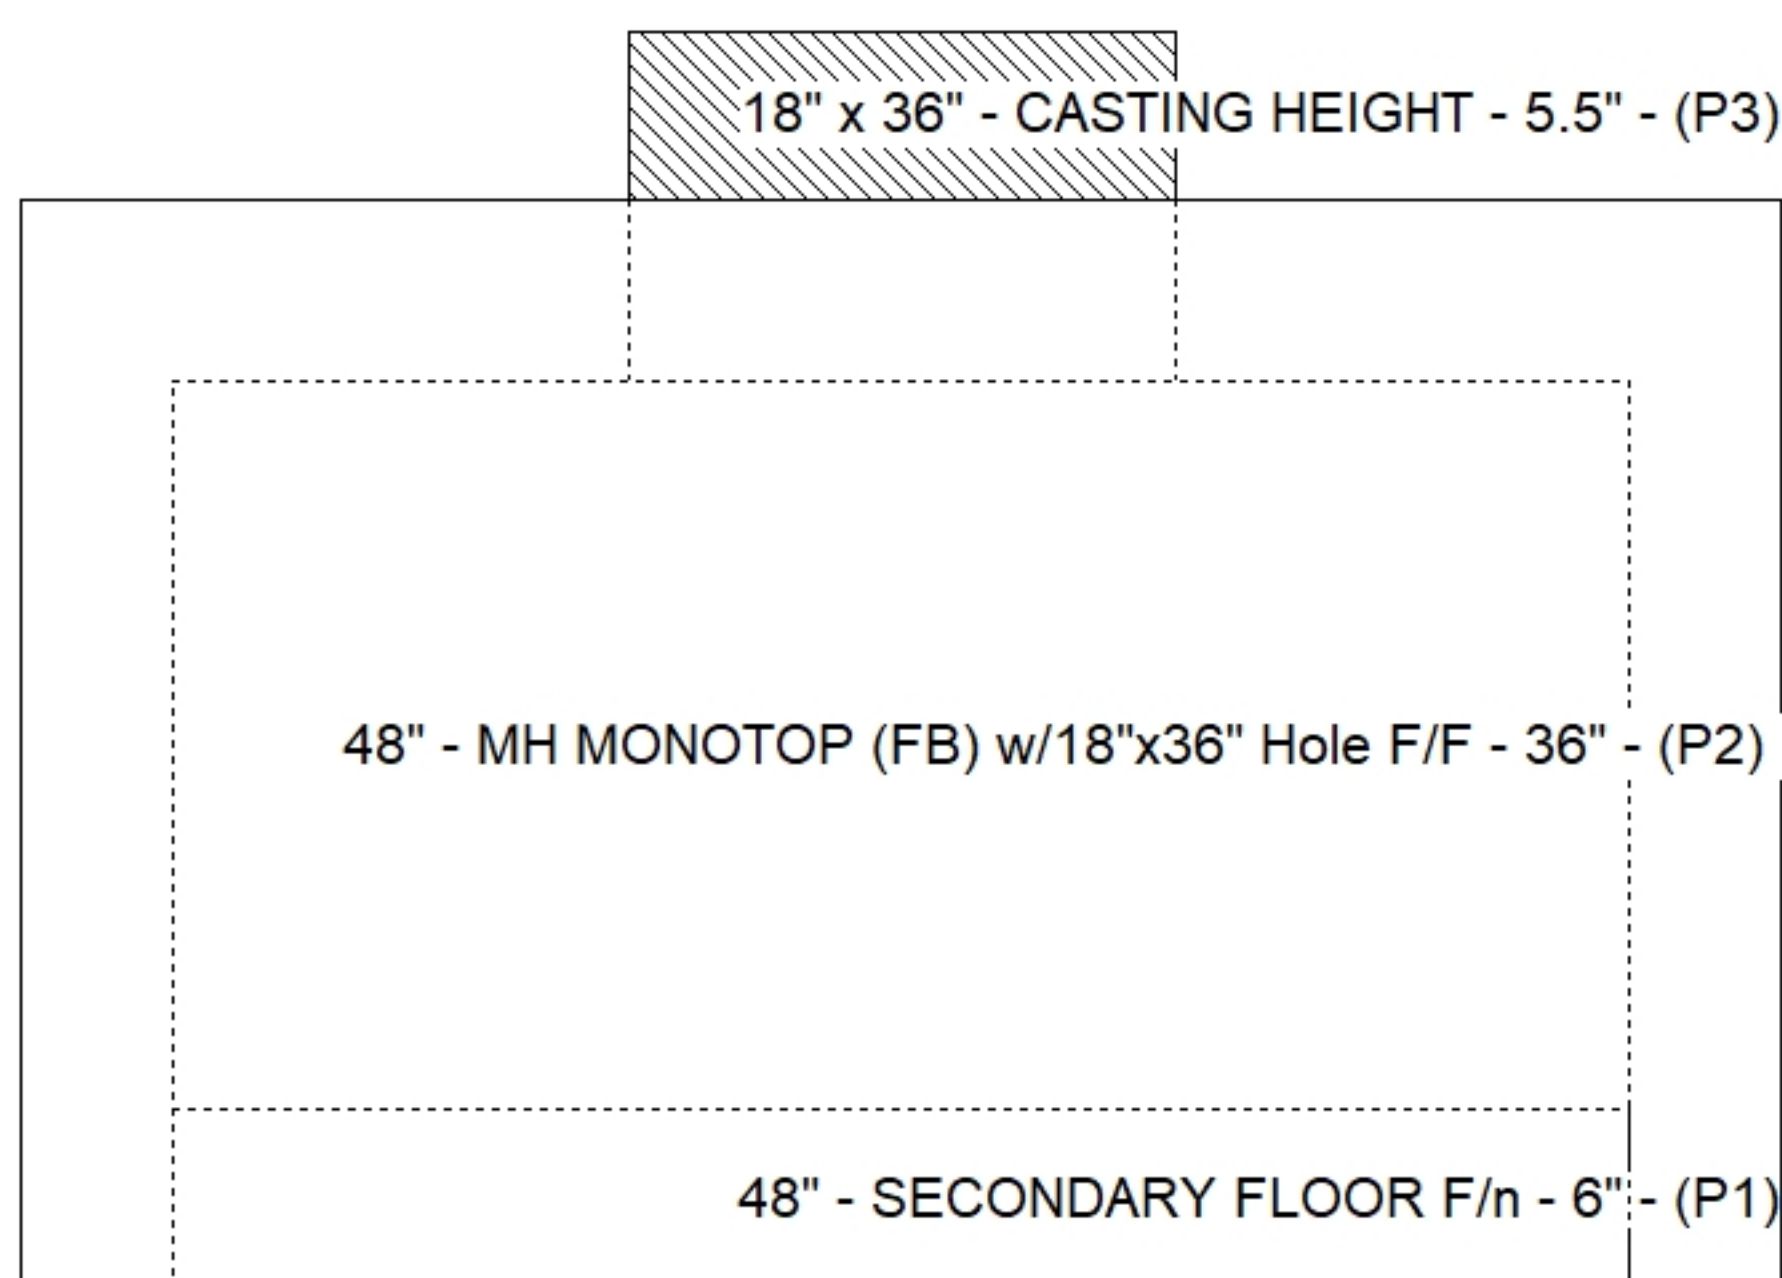 18" x 36" - CASTING HEIGHT - 5.5" - (P3)
48" - MH MONOTOP (FB) w/18"x36" Hole F/F - 36" - (P2)
48" - SECONDARY FLOOR F/n - 6" - (P1)